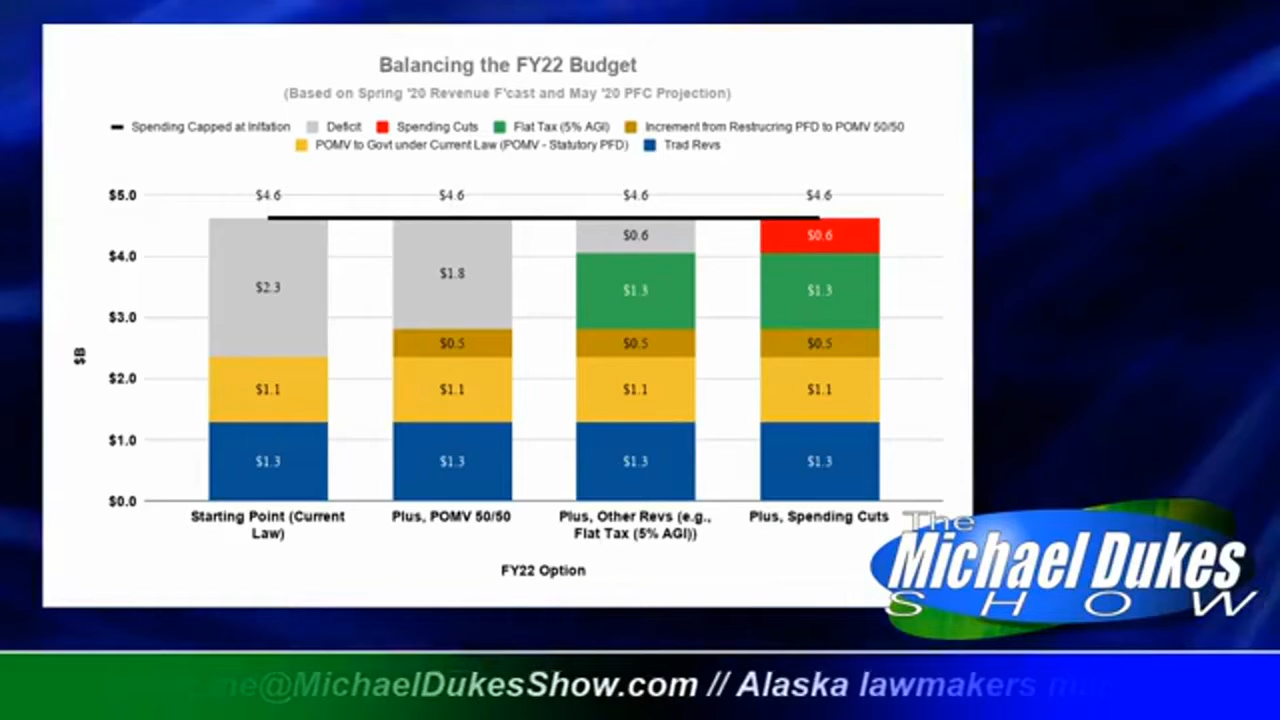 Balancing the FY22 Budget
(Based on Spring '20 Revenue F'cast and May '20 PFC Projection)
Spending Capped at Inlfation Deficit Spending Cuts Flat Tax (5% AGI) Increment from Restrucring PFD to POMV 50/50
POMV to Govt under Current Law (POMV - Statutory PFD) Trad Revs
$5.0 $4.6 $4.6 $4.6 $4.6
$0.6 $0.6
$4.0
$2.3 $1.8 $1.3 $1.3
$3.0
$0.5 $0.5 $0.5
$B
$2.0
$1.1 $1.1 $1.1 $1.1
$1.0
$1.3 $1.3 $1.3 $1.3
$0.0
Starting Point (Current Law)
Plus, POMV 50/50
Plus, Other Revs (e.g., Flat Tax (5% AGI))
Plus, Spending Cuts
FY22 Option
The
Michael Dukes
SHOW
me@MichaelDukesShow.com // Alaska lawmakers